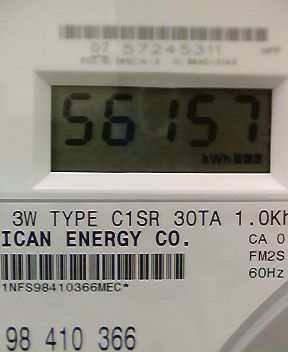 07 57245311
56157
kWh
3W TYPE C1SR 30TA 1.0Kh
ICAN ENERGY CO.
CA 0
FM2S
60Hz
1NFS98410366MEC*
98 410 366